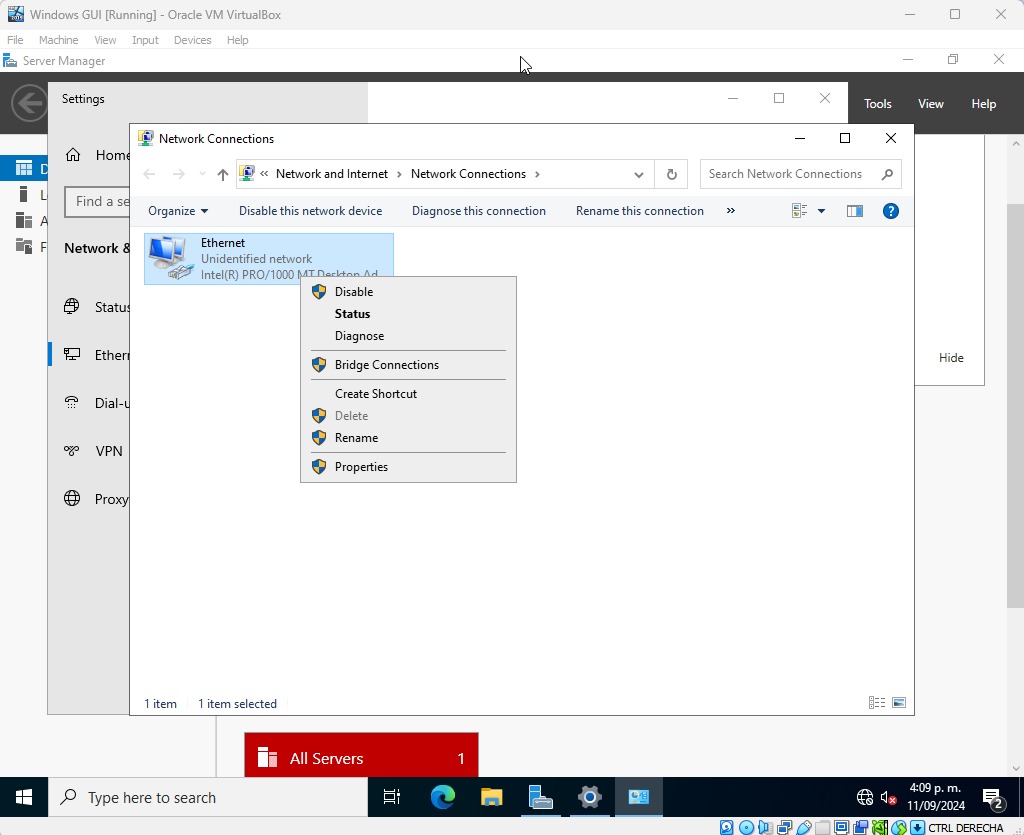 Windows GUI [Running] - Oracle VM VirtualBox
File Machine View Input Devices Help
Server Manager
Settings
Tools View Help
Network Connections
Home
« Network and Internet › Network Connections ›
Search Network Connections
Find a se
Organize Disable this network device Diagnose this connection Rename this connection »
Network &
Ethernet
Unidentified network
Intel(R) PRO/1000 MT Desktop Ad
Disable
Status
Diagnose
Bridge Connections
Create Shortcut
Delete
Rename
Properties
Status
Ethern
Dial-u
VPN
Proxy
D
L
A
F
Hide
1 item 1 item selected
All Servers 1
Type here to search
4:09 p. m.
11/09/2024
2
CTRL DERECHA